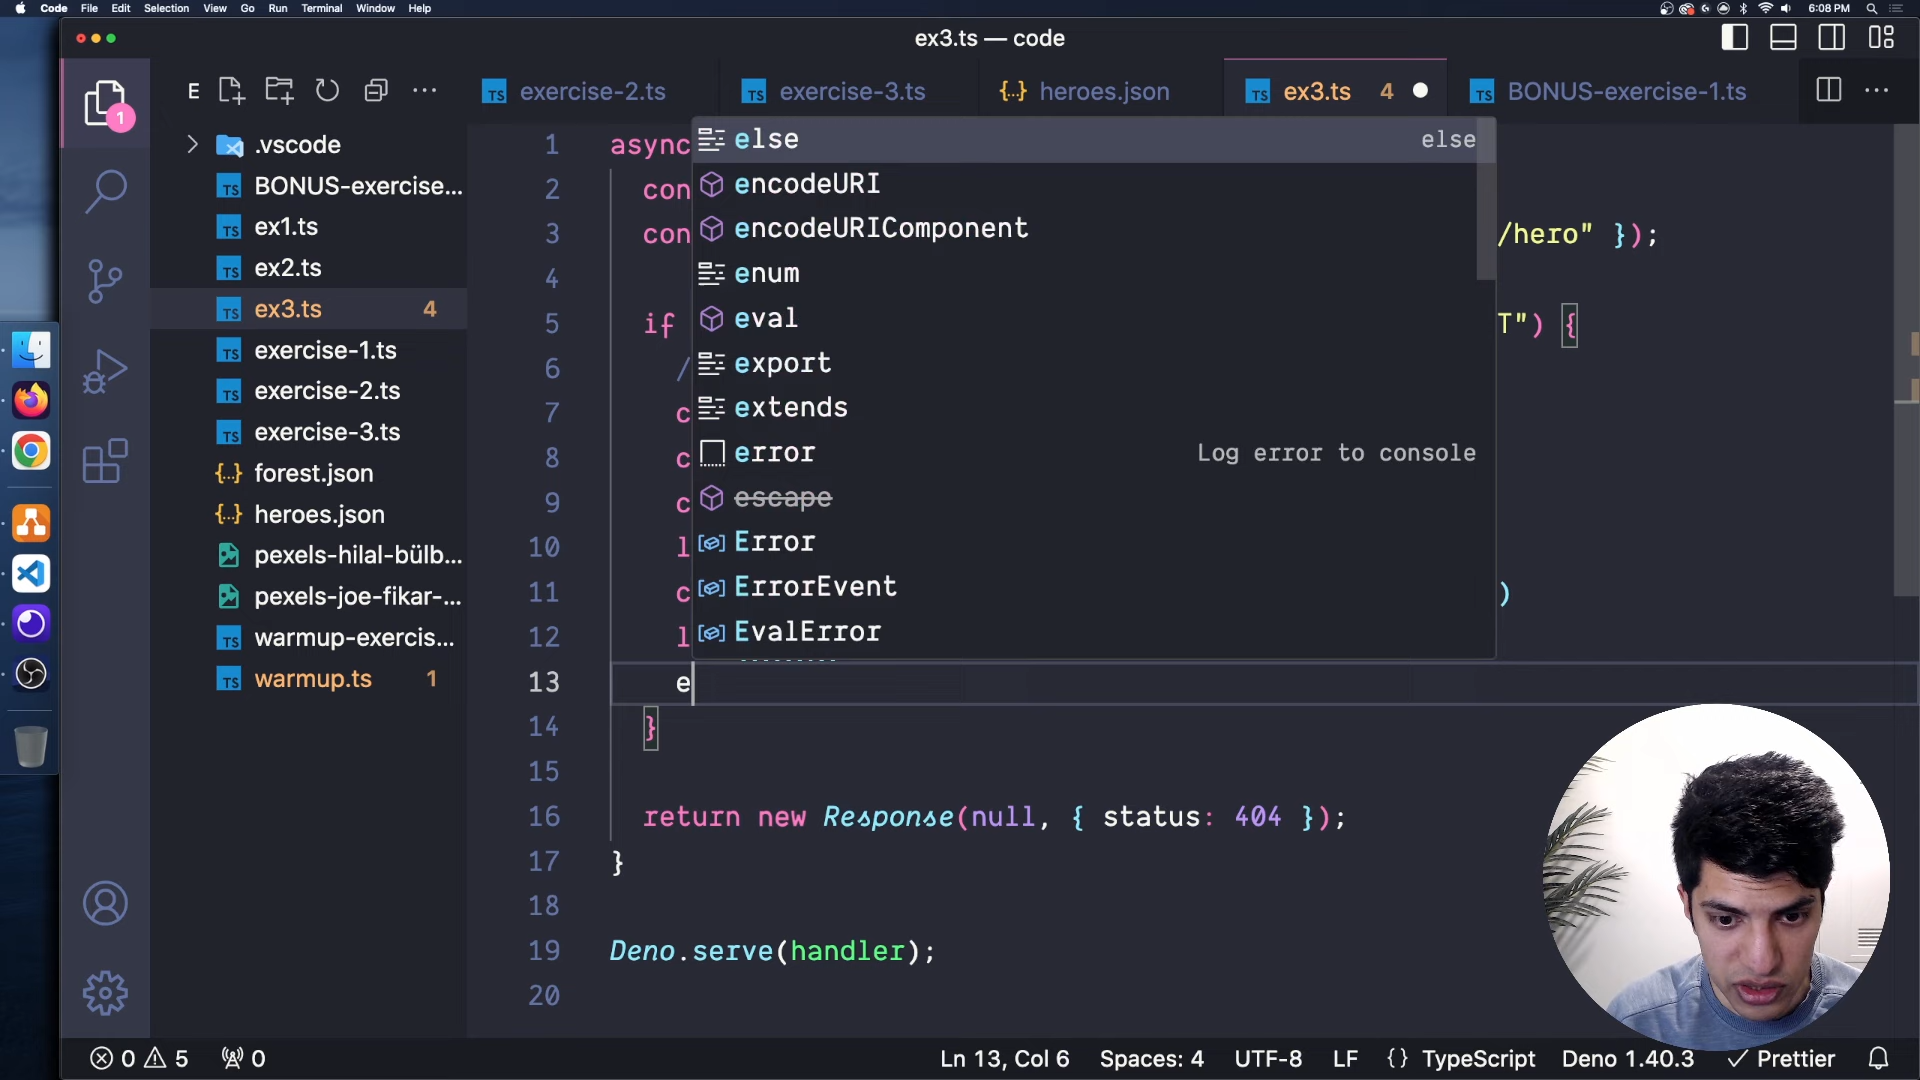 Code File Edit Selection View Go Run Terminal Window Help 6:08 PM
ex3.ts — code
E
exercise-2.ts exercise-3.ts heroes.json ex3.ts 4 BONUS-exercise-1.ts
1
.vscode
BONUS-exercise...
ex1.ts
ex2.ts
ex3.ts 4
exercise-1.ts
exercise-2.ts
exercise-3.ts
forest.json
heroes.json
pexels-hilal-bülb...
pexels-joe-fikar-...
warmup-exercis...
warmup.ts 1
1 async
2 con
3 con /hero" });
4
5 if T") {
6 /
7 c
8 c
9 c
10 l
11 c )
12 l
13 e
14 }
15
16 return new Response(null, { status: 404 });
17 }
18
19 Deno.serve(handler);
20
else else
encodeURI
encodeURIComponent
enum
eval
export
extends
error Log error to console
escape
Error
ErrorEvent
EvalError
0 5 0 Ln 13, Col 6 Spaces: 4 UTF-8 LF {} TypeScript Deno 1.40.3 Prettier